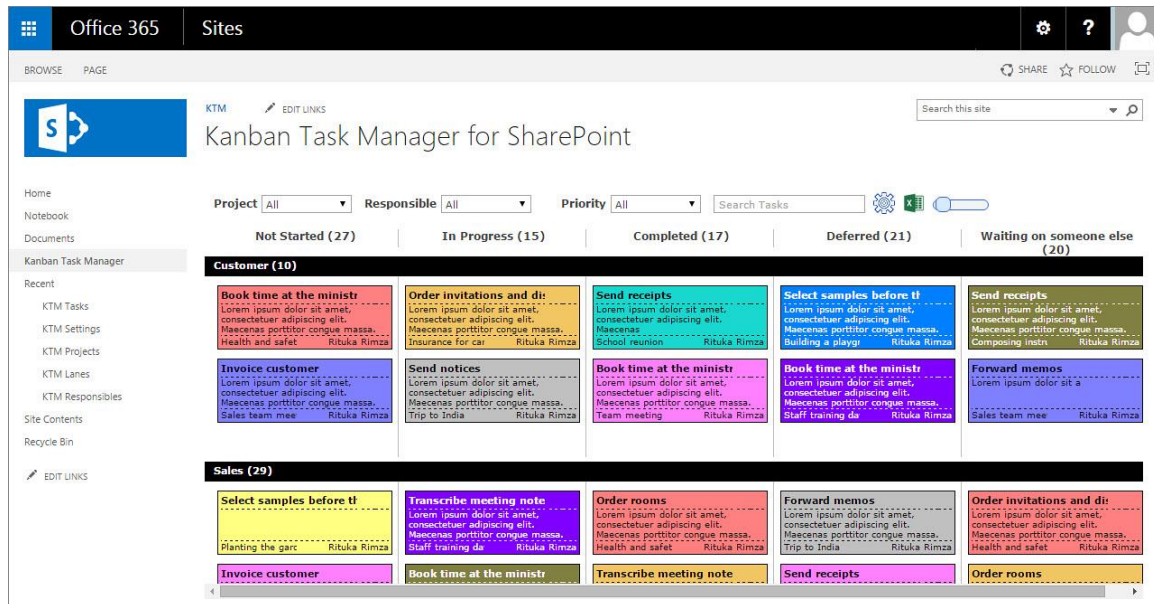 Office 365 Sites ?
BROWSE PAGE SHARE FOLLOW
S
KTM EDIT LINKS Search this site
Kanban Task Manager for SharePoint
Home
Notebook
Documents
Kanban Task Manager
Recent
KTM Tasks
KTM Settings
KTM Projects
KTM Lanes
KTM Responsibles
Site Contents
Recycle Bin
EDIT LINKS
Project All Responsible All Priority All Search Tasks
Not Started (27) In Progress (15) Completed (17) Deferred (21) Waiting on someone else
(20)
Customer (10)
Book time at the ministr
Lorem ipsum dolor sit amet,
consectetuer adipiscing elit.
Maecenas porttitor congue massa.
Health and safet Rituka Rimza
Order invitations and dis
Lorem ipsum dolor sit amet,
consectetuer adipiscing elit.
Maecenas porttitor congue massa.
Insurance for car Rituka Rimza
Send receipts
Lorem ipsum dolor sit amet,
consectetuer adipiscing elit.
Maecenas
School reunion Rituka Rimza
Select samples before th
Lorem ipsum dolor sit amet,
consectetuer adipiscing elit.
Maecenas porttitor congue massa.
Building a playgr Rituka Rimza
Send receipts
Lorem ipsum dolor sit amet,
consectetuer adipiscing elit.
Maecenas porttitor congue massa.
Composing instr Rituka Rimza
Invoice customer
Lorem ipsum dolor sit amet,
consectetuer adipiscing elit.
Maecenas porttitor congue massa.
Sales team mee Rituka Rimza
Send notices
Lorem ipsum dolor sit amet,
consectetuer adipiscing elit.
Maecenas porttitor congue massa.
Trip to India Rituka Rimza
Book time at the ministr
Lorem ipsum dolor sit amet,
consectetuer adipiscing elit.
Maecenas porttitor congue massa.
Team meeting Rituka Rimza
Book time at the ministr
Lorem ipsum dolor sit amet,
consectetuer adipiscing elit.
Maecenas porttitor congue massa.
Staff training da Rituka Rimza
Forward memos
Lorem ipsum dolor sit a
Sales team mee Rituka Rimza
Sales (29)
Select samples before th
Planting the garc Rituka Rimza
Transcribe meeting note
Lorem ipsum dolor sit amet,
consectetuer adipiscing elit.
Maecenas porttitor congue massa.
Staff training da Rituka Rimza
Order rooms
Lorem ipsum dolor sit amet,
consectetuer adipiscing elit.
Maecenas porttitor congue massa.
Health and safet Rituka Rimza
Forward memos
Lorem ipsum dolor sit amet,
consectetuer adipiscing elit.
Maecenas porttitor congue massa.
Trip to India Rituka Rimza
Order invitations and dis
Lorem ipsum dolor sit amet,
consectetuer adipiscing elit.
Maecenas porttitor congue massa.
Health and safet Rituka Rimza
Invoice customer
Book time at the ministr
Transcribe meeting note
Send receipts
Order rooms